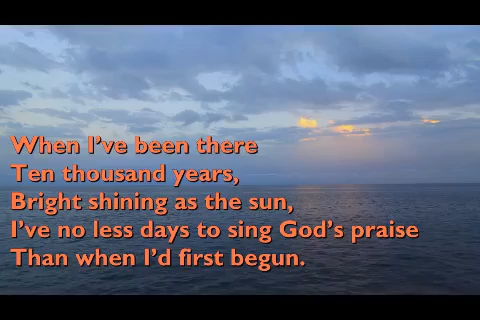 When I've been there
Ten thousand years,
Bright shining as the sun,
I've no less days to sing God's praise
Than when I'd first begun.